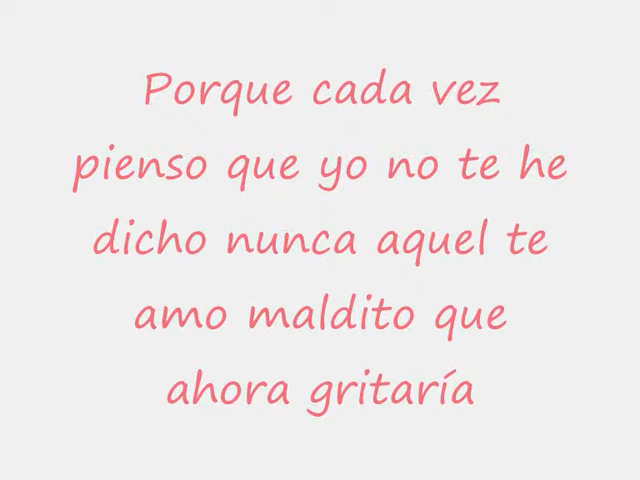 Porque cada vez
pienso que yo no te he
dicho nunca aquel te
amo maldito que
ahora gritaría